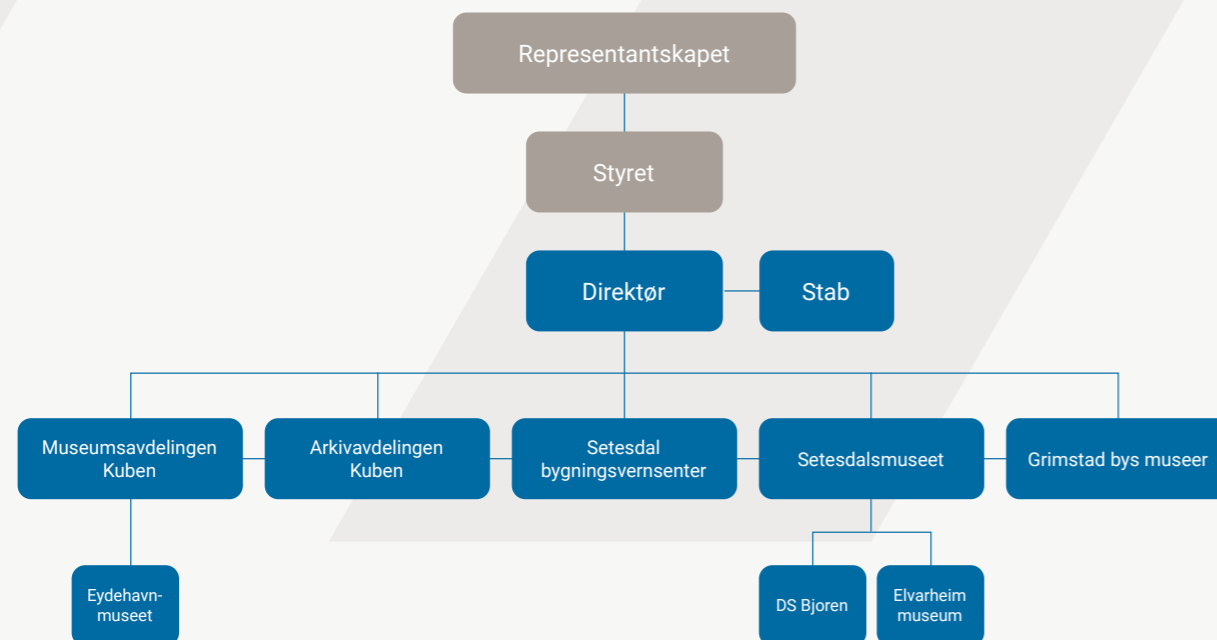 Representantskapet
Styret
Direktør
Stab
Museumsavdelingen
Kuben
Arkivavdelingen
Kuben
Setesdal
bygningsvernsenter
Setesdalsmuseet
Grimstad bys museer
Eydehavn-
museet
DS Bjoren
Elvarheim
museum